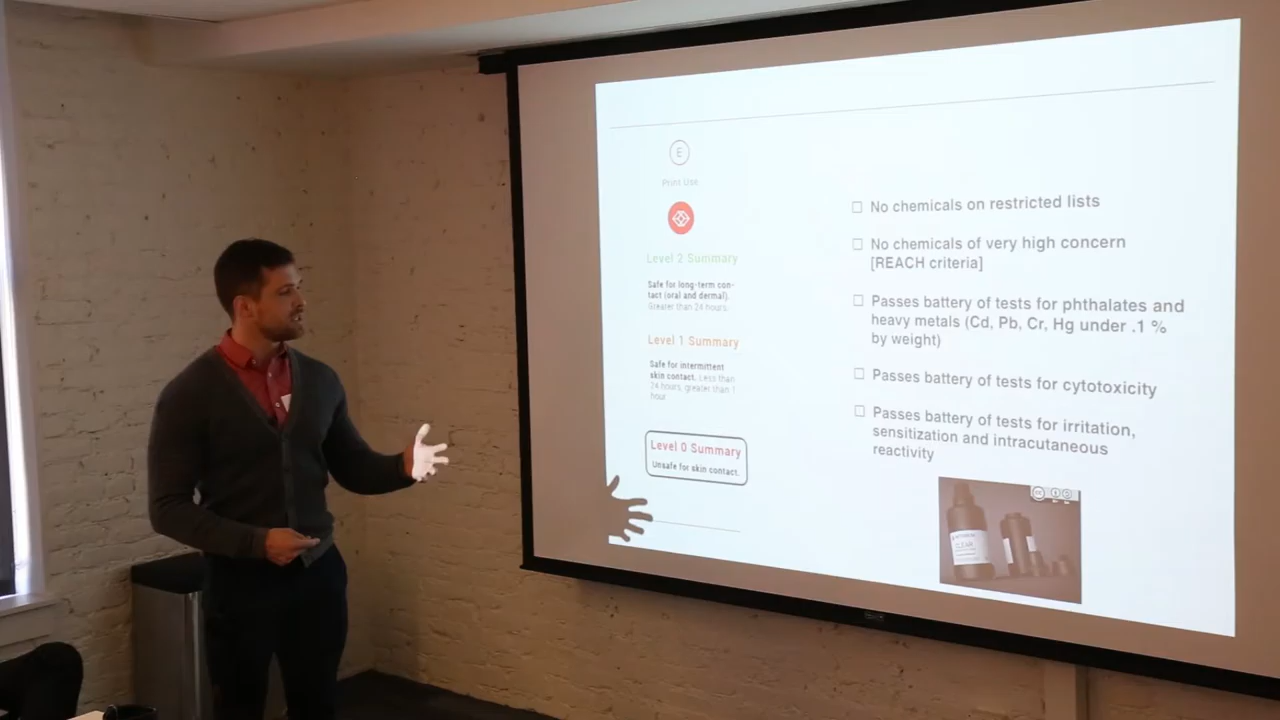 E
Print Use
Level 2 Summary
Safe for long-term con-
tact (oral and dermal).
Greater than 24 hours.
Level 1 Summary
Safe for intermittent
skin contact. Less than
24 hours, greater than 1
hour
Level 0 Summary
Unsafe for skin contact.
No chemicals on restricted lists
No chemicals of very high concern
[REACH criteria]
Passes battery of tests for phthalates and
heavy metals (Cd, Pb, Cr, Hg under .1 %
by weight)
Passes battery of tests for cytotoxicity
Passes battery of tests for irritation,
sensitization and intracutaneous
reactivity
CLEAR
cc